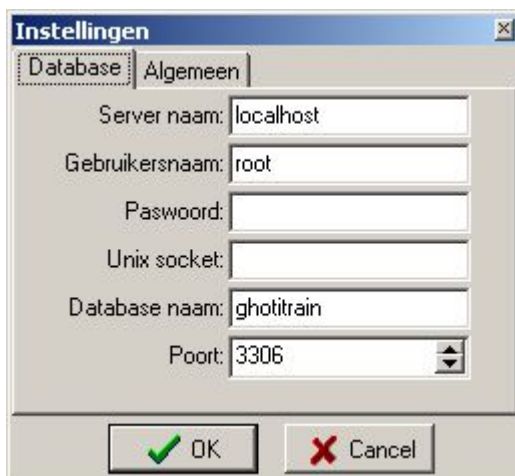 Instellingen
Database Algemeen
Server naam: localhost
Gebruikersnaam: root
Paswoord:
Unix socket:
Database naam: ghotitrain
Poort: 3306
OK Cancel